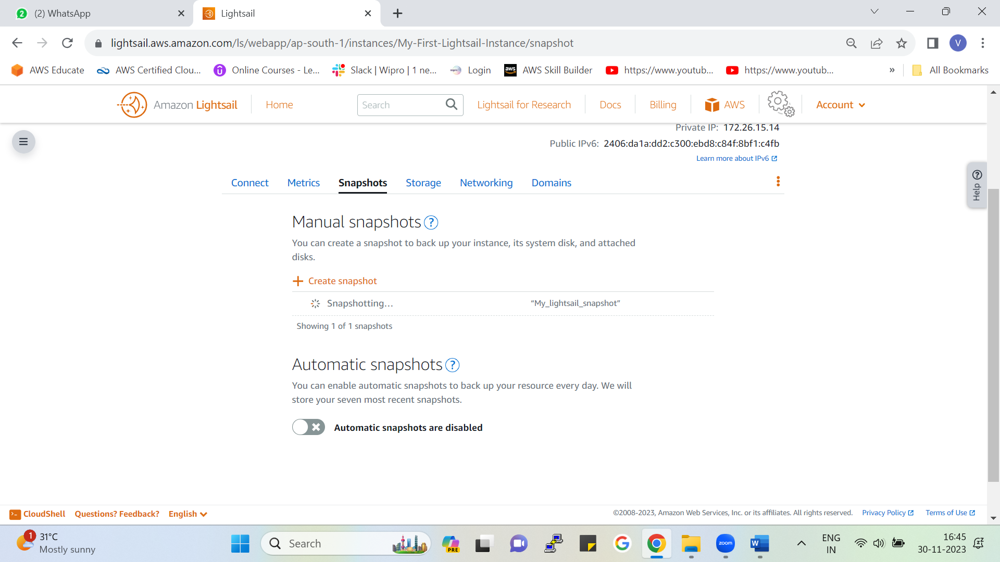 2
(2) WhatsApp
Lightsail
lightsail.aws.amazon.com/ls/webapp/ap-south-1/instances/My-First-Lightsail-Instance/snapshot
V
AWS Educate
AWS Certified Clou...
Online Courses - Le...
Slack | Wipro | 1 ne...
Login
aws
AWS Skill Builder
https://www.youtub...
https://www.youtub...
»
All Bookmarks
Amazon Lightsail
Home
Search
Lightsail for Research
Docs
Billing
AWS
Account
Private IP: 172.26.15.14
Public IPv6: 2406:da1a:dd2:c300:ebd8:c84f:8bf1:c4fb
Learn more about IPv6
Help
Connect
Metrics
Snapshots
Storage
Networking
Domains
Manual snapshots ?
You can create a snapshot to back up your instance, its system disk, and attached
disks.
+ Create snapshot
Snapshotting...
“My_lightsail_snapshot”
Showing 1 of 1 snapshots
Automatic snapshots ?
You can enable automatic snapshots to back up your resource every day. We will
store your seven most recent snapshots.
Automatic snapshots are disabled
CloudShell
Questions? Feedback?
English
©2008-2023, Amazon Web Services, Inc. or its affiliates. All rights reserved.
Privacy Policy
Terms of Use
1
31°C
Mostly sunny
Search
PRE
zoom
W
ENG
IN
16:45
30-11-2023